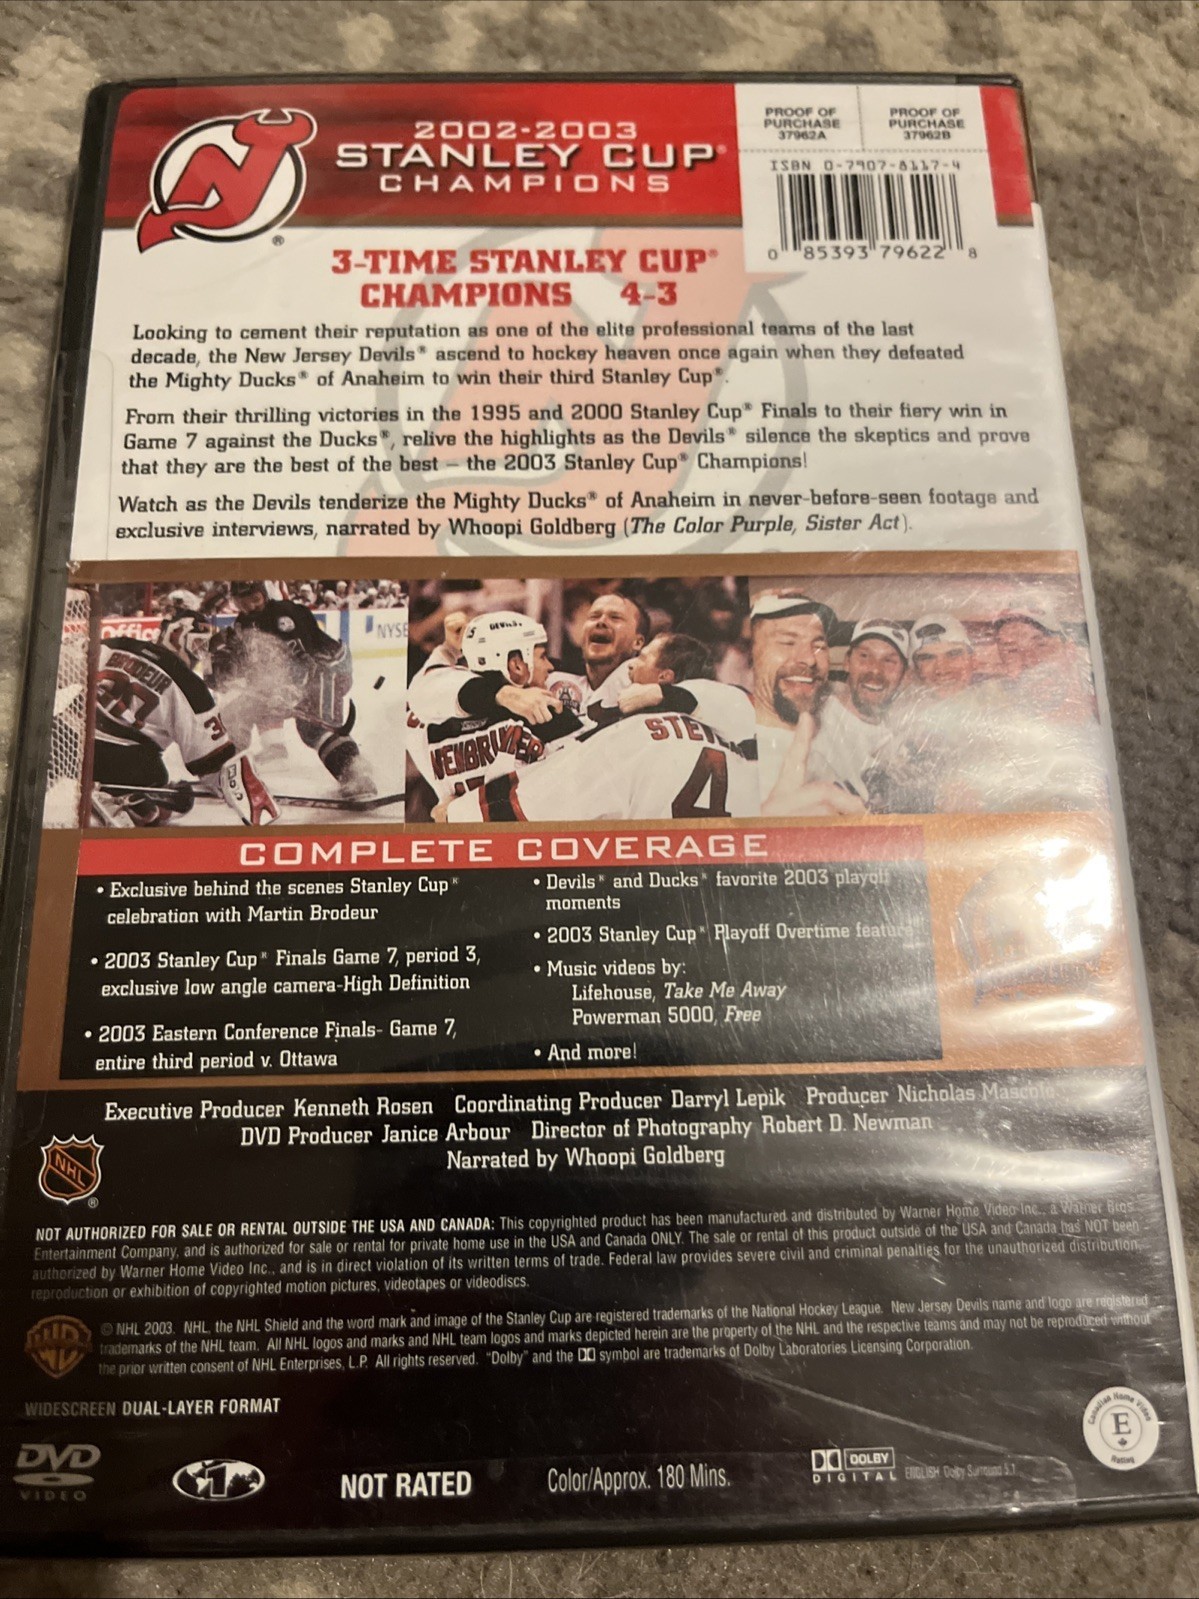 2002-2003
STANLEY CUP®
CHAMPIONS
PROOF OF
PURCHASE
37962A
PROOF OF
PURCHASE
37962B
ISBN 0-7907-8117-4
0 85393 79622 8
®
3-TIME STANLEY CUP®
CHAMPIONS 4-3
Looking to cement their reputation as one of the elite professional teams of the last
decade, the New Jersey Devils® ascend to hockey heaven once again when they defeated
the Mighty Ducks® of Anaheim to win their third Stanley Cup®.
From their thrilling victories in the 1995 and 2000 Stanley Cup® Finals to their fiery win in
Game 7 against the Ducks®, relive the highlights as the Devils® silence the skeptics and prove
that they are the best of the best – the 2003 Stanley Cup® Champions!
Watch as the Devils tenderize the Mighty Ducks® of Anaheim in never-before-seen footage and
exclusive interviews, narrated by Whoopi Goldberg (The Color Purple, Sister Act).
Office
NYSE
BRODEUR
30
DEVILS
STEV
4
COMPLETE COVERAGE
• Exclusive behind the scenes Stanley Cup®
celebration with Martin Brodeur
• 2003 Stanley Cup® Finals Game 7, period 3,
exclusive low angle camera-High Definition
• 2003 Eastern Conference Finals- Game 7,
entire third period v. Ottawa
• Devils® and Ducks® favorite 2003 playoff
moments
• 2003 Stanley Cup® Playoff Overtime feature
• Music videos by:
Lifehouse, Take Me Away
Powerman 5000, Free
• And more!
Executive Producer Kenneth Rosen Coordinating Producer Darryl Lepik Producer Nicholas Mascolo
DVD Producer Janice Arbour Director of Photography Robert D. Newman
Narrated by Whoopi Goldberg
NHL
®
NOT AUTHORIZED FOR SALE OR RENTAL OUTSIDE THE USA AND CANADA: This copyrighted product has been manufactured and distributed by Warner Home Video Inc., a Warner Bros.
Entertainment Company, and is authorized for sale or rental for private home use in the USA and Canada ONLY. The sale or rental of this product outside of the USA and Canada has NOT been
authorized by Warner Home Video Inc., and is in direct violation of its written terms of trade. Federal law provides severe civil and criminal penalties for the unauthorized distribution,
reproduction or exhibition of copyrighted motion pictures, videotapes or videodiscs.
WB
© NHL 2003. NHL, the NHL Shield and the word mark and image of the Stanley Cup are registered trademarks of the National Hockey League. New Jersey Devils name and logo are registered
trademarks of the NHL team. All NHL logos and marks and NHL team logos and marks depicted herein are the property of the NHL and the respective teams and may not be reproduced without
the prior written consent of NHL Enterprises, L.P. All rights reserved. "Dolby" and the DD symbol are trademarks of Dolby Laboratories Licensing Corporation.
WIDESCREEN DUAL-LAYER FORMAT
DVD
VIDEO
1
NOT RATED
Color/Approx. 180 Mins.
DOLBY
DIGITAL
ENGLISH: Dolby Surround 5.1
Canadian Home Video
E
Rating